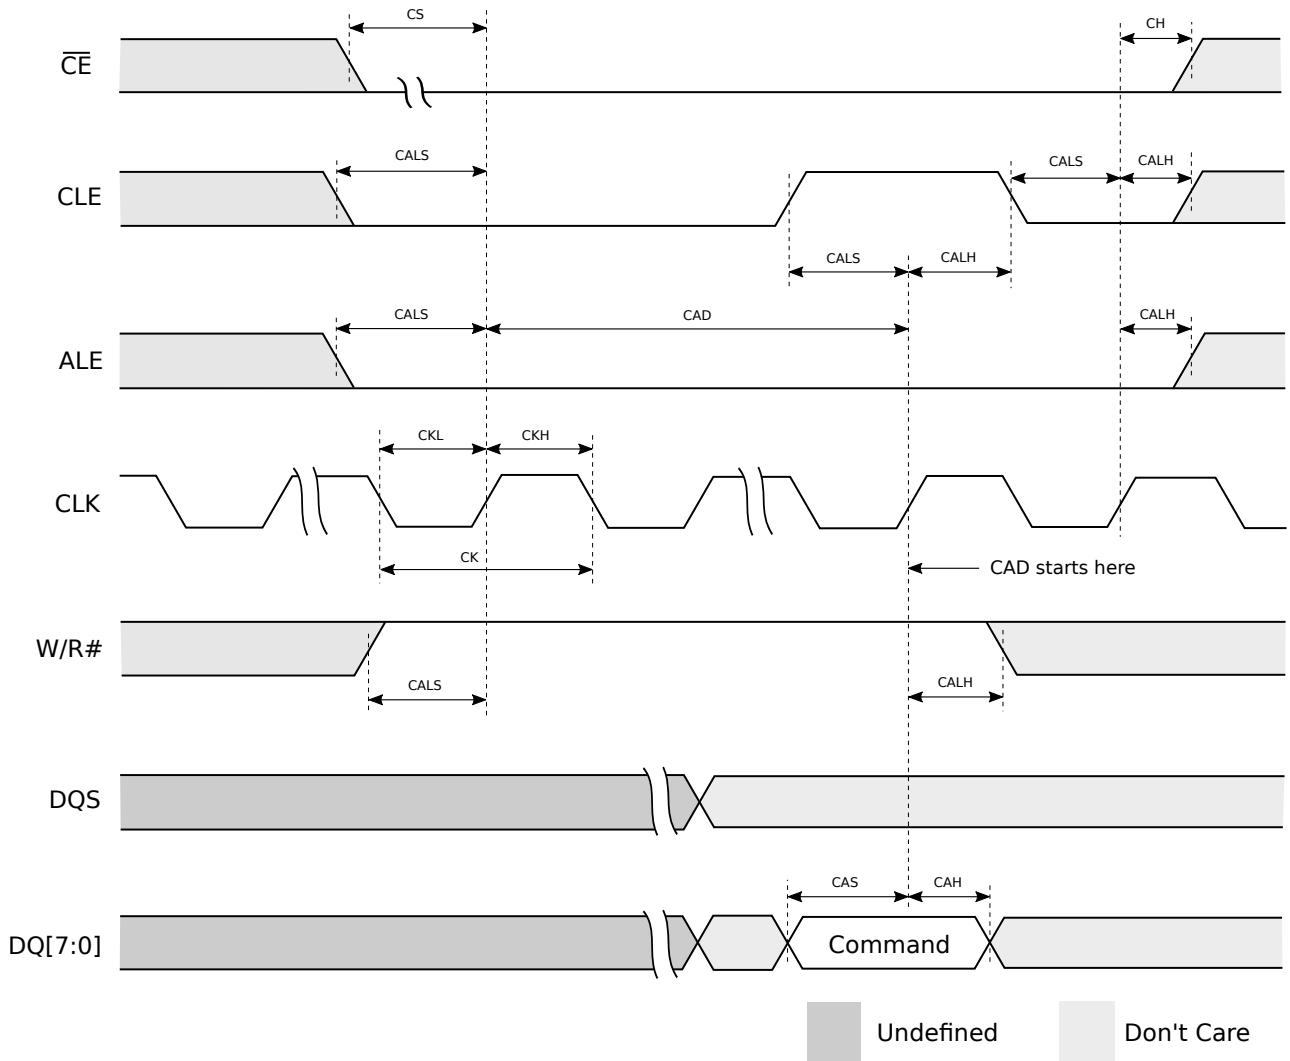 CS
CH
CE
CALS
CALS
CALH
CLE
CALS
CALH
CALS
CAD
CALH
ALE
CKL
CKH
CLK
CK
CAD starts here
W/R#
CALS
CALH
DQS
CAS
CAH
DQ[7:0]
Command
Undefined
Don't Care